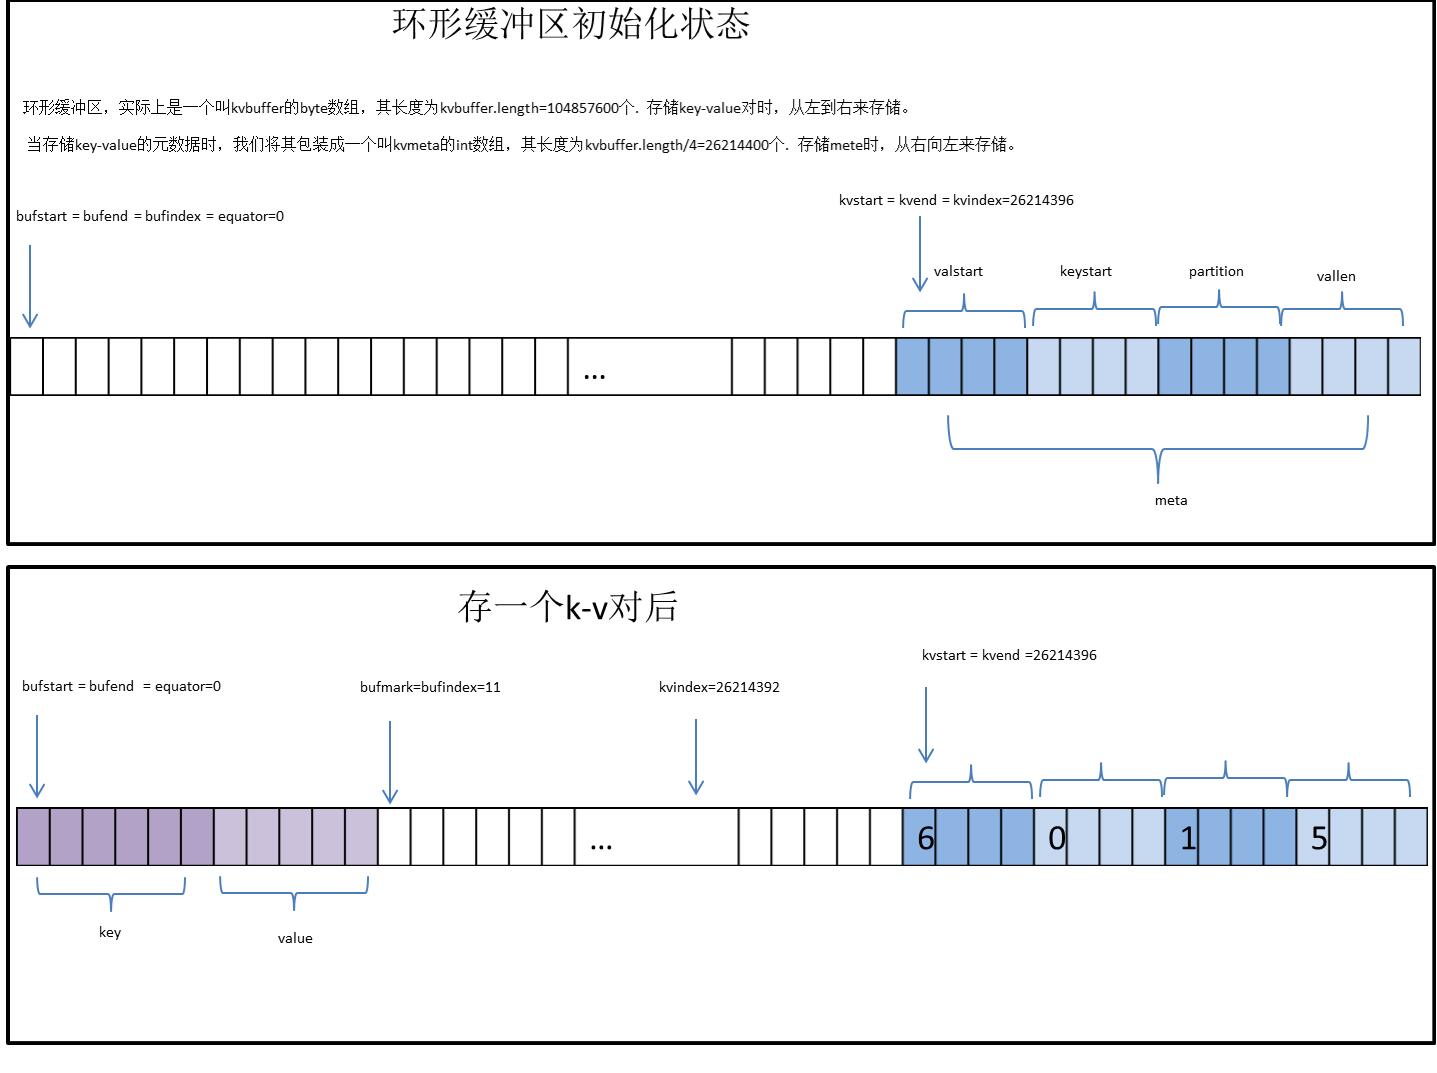 环形缓冲区初始化状态
环形缓冲区，实际上是一个叫kvbuffer的byte数组，其长度为kvbuffer.length=104857600个. 存储key-value对时，从左到右来存储。
当存储key-value的元数据时，我们将其包装成一个叫kvmeta的int数组，其长度为kvbuffer.length/4=26214400个. 存储mete时，从右向左来存储。
kvstart = kvend = kvindex=26214396
bufstart = bufend = bufindex = equator=0
valstart keystart partition vallen
...
meta
存一个k-v对后
kvstart = kvend =26214396
bufstart = bufend = equator=0 bufmark=bufindex=11 kvindex=26214392
... 6 0 1 5
key value